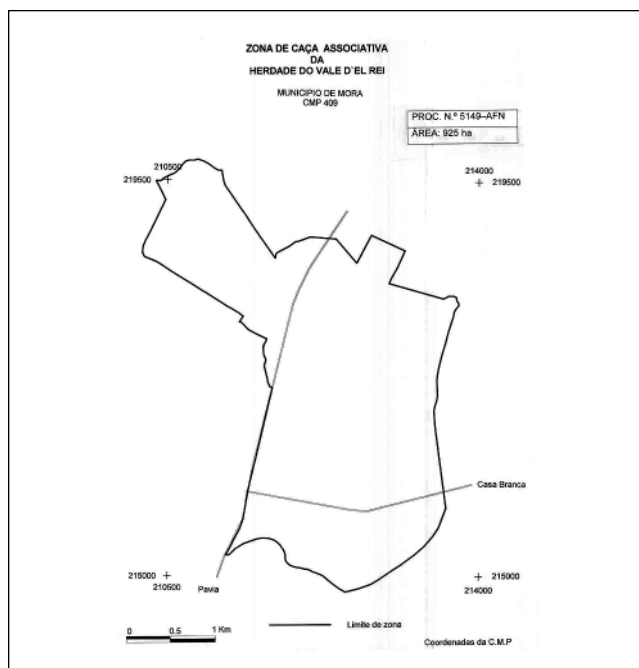 ZONA DE CAÇA ASSOCIATIVA
DA
HERDADE DO VALE D`EL REI
MUNICIPIO DE MORA
CMP 409
PROC. N.º 5149–AFN
ÁREA: 925 ha
210500
219500
214000
219500
Casa Branca
215000
210500
Pavia
215000
214000
0 0.5 1 Km
Limite de zona
Coordenadas da C.M.P